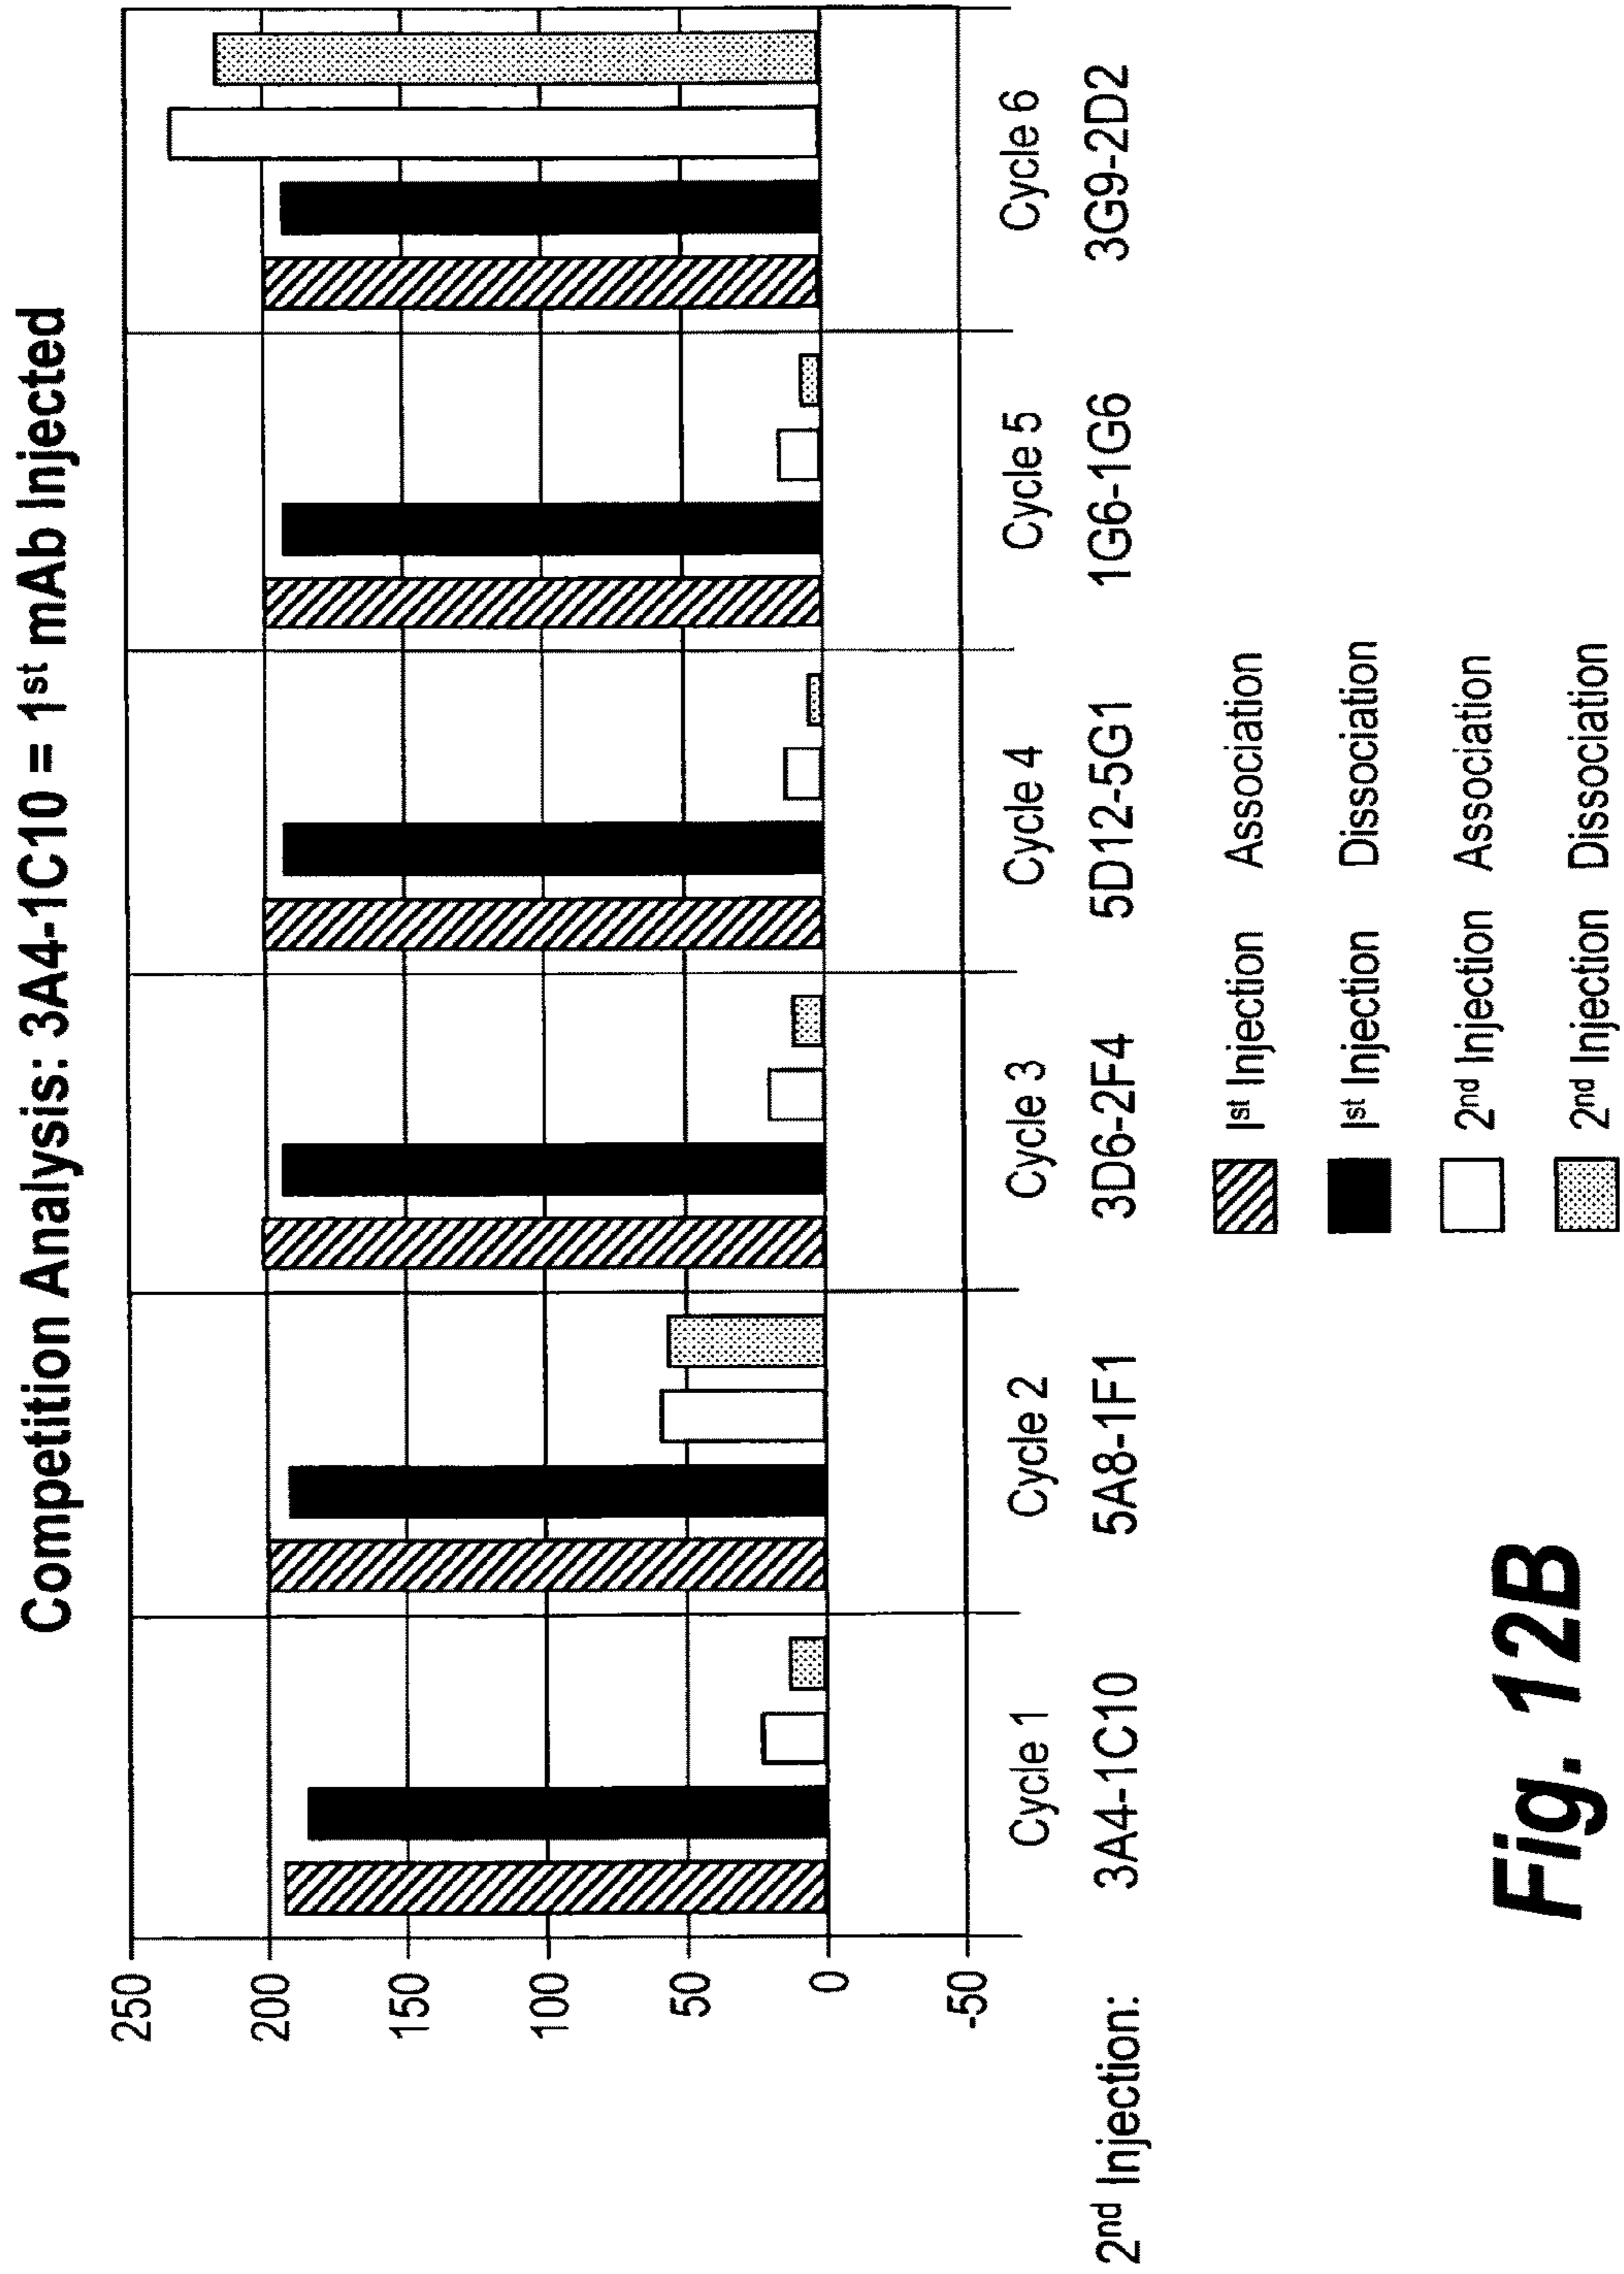 Competition Analysis: 3A4-1C10 = 1st mAb Injected
250
200
150
100
50
0
-50
Cycle 1 Cycle 2 Cycle 3 Cycle 4 Cycle 5 Cycle 6
2nd Injection: 3A4-1C10 5A8-1F1 3D6-2F4 5D12-5G1 1G6-1G6 3G9-2D2
Ist Injection Association
Ist Injection Dissociation
2nd Injection Association
2nd Injection Dissociation
Fig. 12B